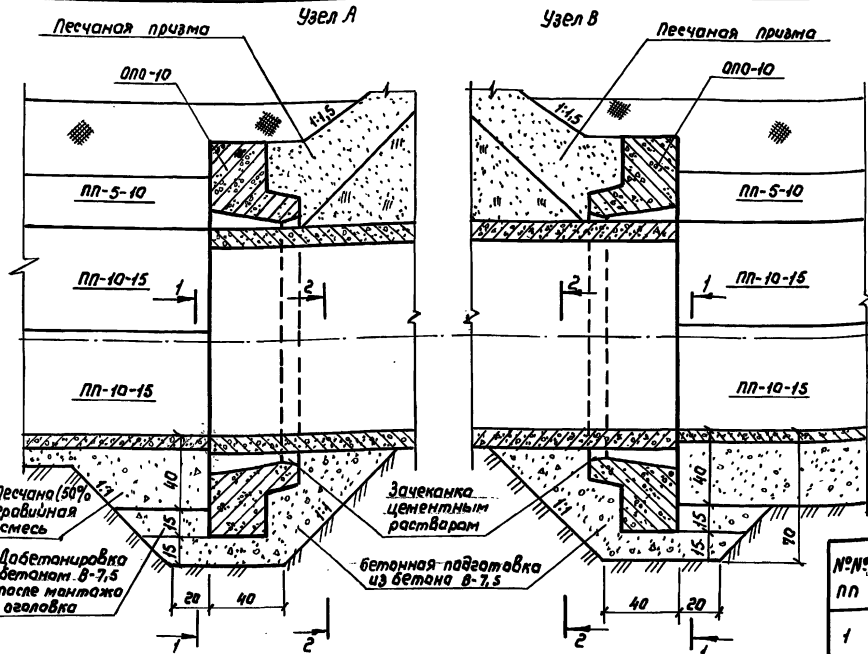 Узел А
Узел В
Песчаная призма
Песчаная призма
ОПО-10
ОПО-10
1:1,5
1:1,5
ПП-5-10
ПП-5-10
ПП-10-15
ПП-10-15
1
2
2
1
ПП-10-15
ПП-10-15
40
15
15
40
15
15
70
1:1
1:1
1:1
Песчано (50%
гравийная
смесь
Зачеканка
цементным
раствором
Добетонировка
бетоном В-7,5
после монтажа
оголовка
бетонная подготовка
из бетона В-7,5
20
40
40
20
1
2
2
1
№№
пп
1